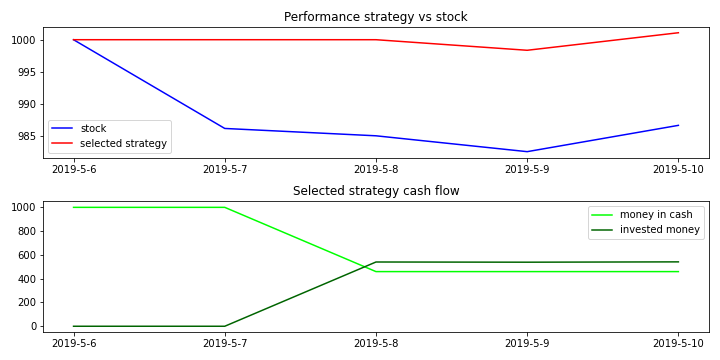 Performance strategy vs stock
1000
995
990
985
stock
selected strategy
2019-5-6 2019-5-7 2019-5-8 2019-5-9 2019-5-10
Selected strategy cash flow
1000
800
600
400
200
0
money in cash
invested money
2019-5-6 2019-5-7 2019-5-8 2019-5-9 2019-5-10